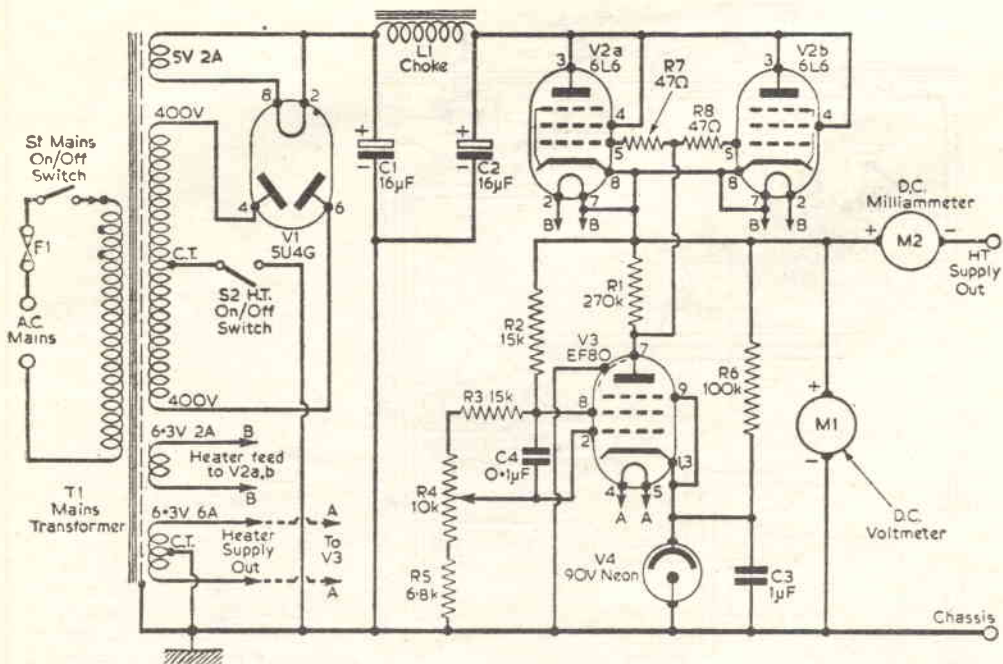 5V 2A
L1
Choke
V2a
6L6
V2b
6L6
3
3
R7
47Ω
R8
47Ω
8
2
4
4
5
5
400V
S1 Mains
On/Off
Switch
+
C1
16µF
-
+
C2
16µF
-
8
8
2
7
7
2
B
B
B
B
D.C.
Milliammeter
4
6
V1
5U4G
+
M2
-
HT
Supply
Out
F1
C.T.
S2 H.T.
On/Off
Switch
R1
270k
A.C.
Mains
R2
15k
V3
EF80
7
R6
100k
400V
R3 15k
8
9
2
+
M1
-
6·3V 2A
B
Heater feed
to V2a,b
B
C4
0·1µF
1,3
4
5
A
A
R4
10k
T1
Mains
Transformer
6·3V 6A
A
C.T.
Heater
Supply
Out
To
V3
A
D.C.
Voltmeter
R5
6·8k
V4
90V Neon
C3
1µF
Chassis